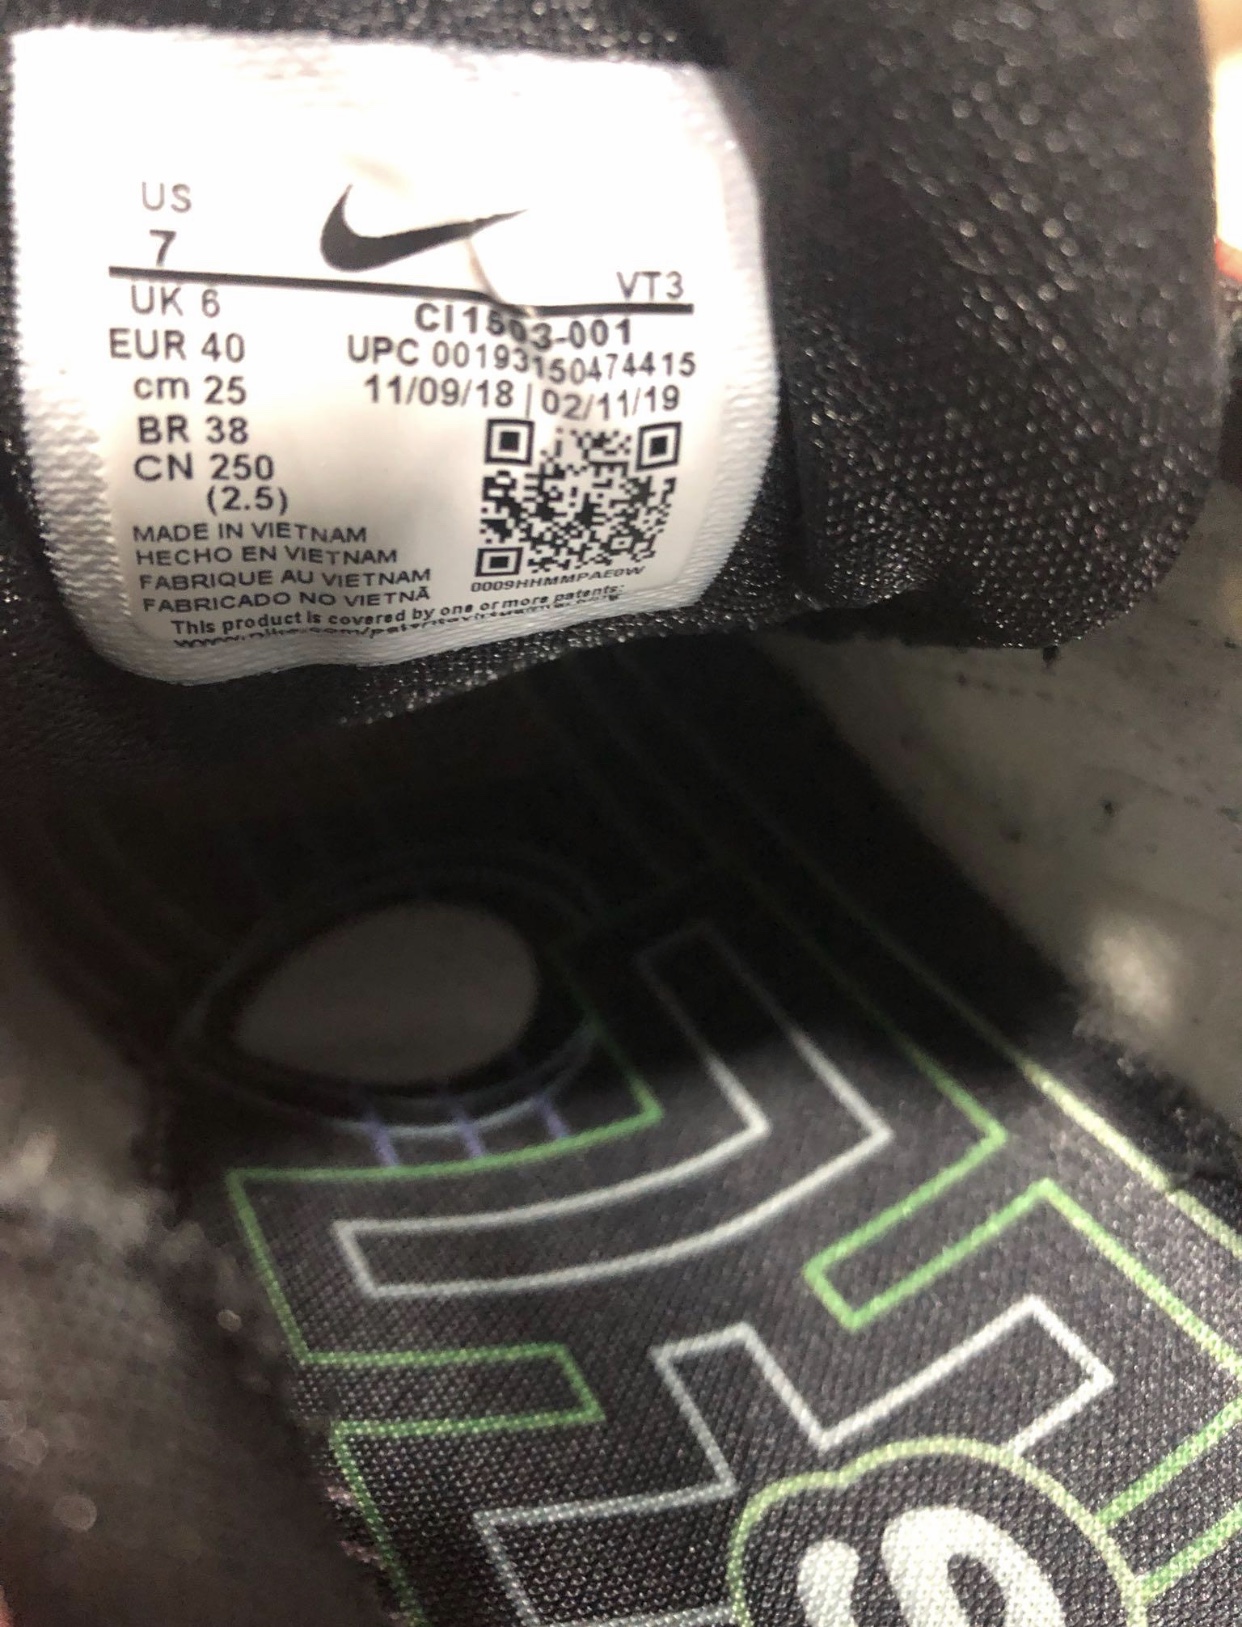 US
7
VT3
UK 6
CI1503-001
EUR 40
UPC 00193150474415
cm 25
11/09/18 | 02/11/19
BR 38
CN 250
(2.5)
MADE IN VIETNAM
HECHO EN VIETNAM
FABRIQUE AU VIETNAM
FABRICADO NO VIETNÃ
0009HHMMPAE0W
This product is covered by one or more patents: